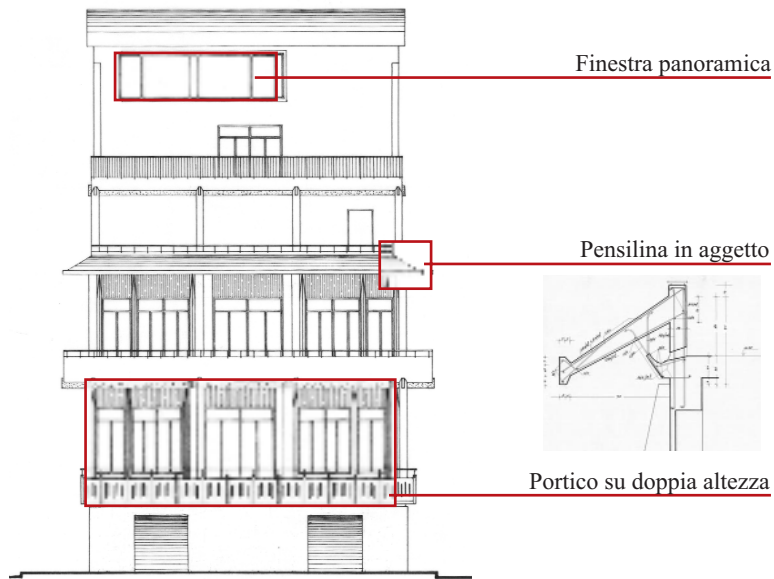 Finestra panoramica
Pensilina in aggetto
Portico su doppia altezza